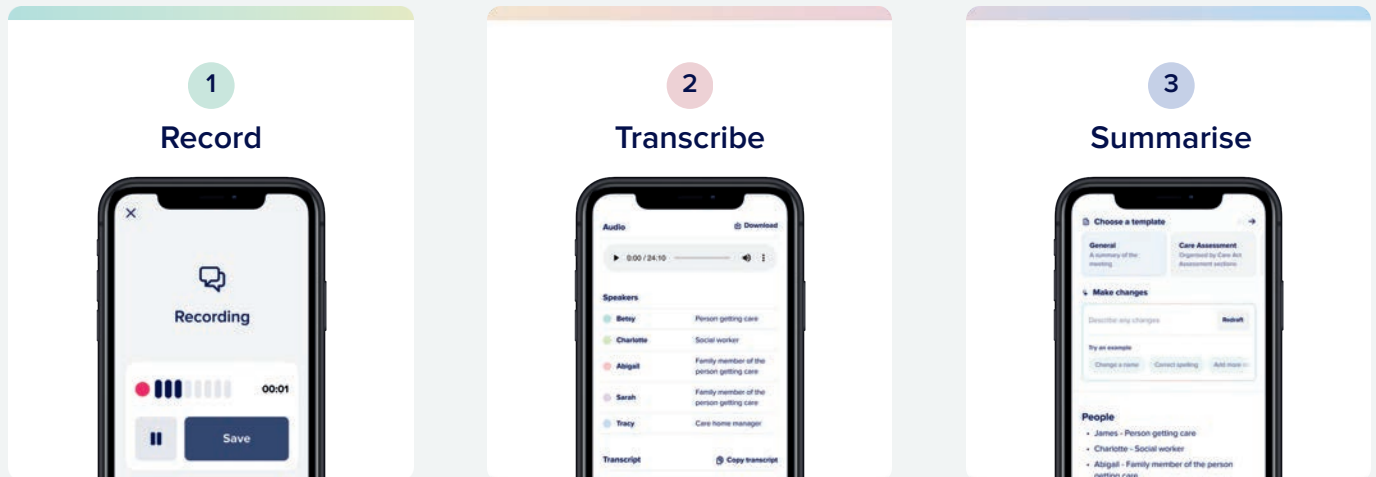 1
Record
Recording
00:01
Save
2
Transcribe
Audio
Download
0:00 / 24:10
Speakers
Betsy Person getting care
Charlotte Social worker
Abigail Family member of the
person getting care
Sarah Family member of the
person getting care
Tracy Care home manager
Transcript Copy transcript
3
Summarise
Choose a template
General
A summary of the
meeting
Care Assessment
Organised by Care Act
Assessment sections
Make changes
Describe any changes
Redraft
Try an example
Change a name
Correct spelling
Add more
People
• James - Person getting care
• Charlotte - Social worker
• Abigail - Family member of the person
getting care